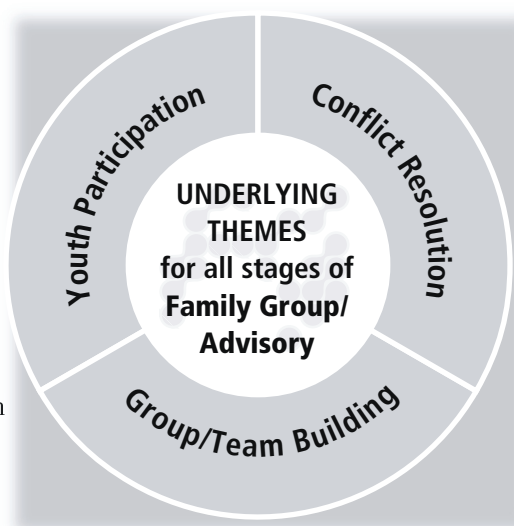 Youth Participation
Conflict Resolution
UNDERLYING
THEMES
for all stages of
Family Group/
Advisory
Group/Team Building